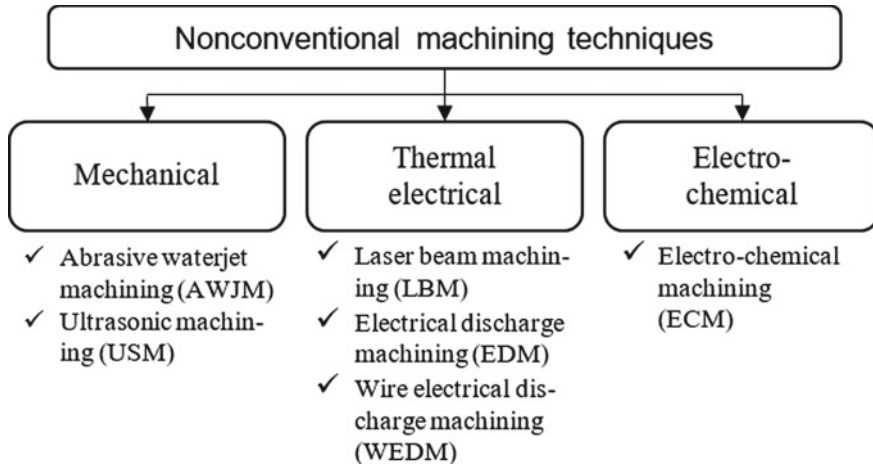 Nonconventional machining techniques
Mechanical
Thermal
electrical
Electro-
chemical
✓ Abrasive waterjet
machining (AWJM)
✓ Ultrasonic machin-
ing (USM)
✓ Laser beam machin-
ing (LBM)
✓ Electrical discharge
machining (EDM)
✓ Wire electrical dis-
charge machining
(WEDM)
✓ Electro-chemical
machining
(ECM)